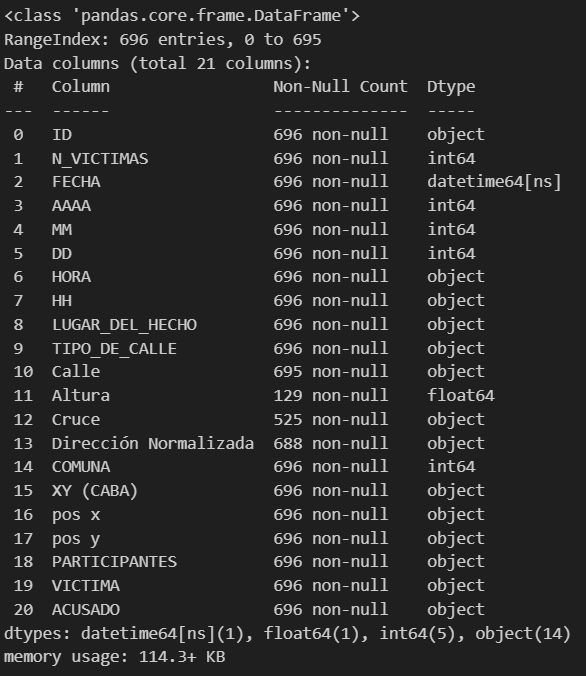 <class 'pandas.core.frame.DataFrame'>
RangeIndex: 696 entries, 0 to 695
Data columns (total 21 columns):
 #   Column                 Non-Null Count  Dtype
---  ------                 --------------  -----
 0   ID                     696 non-null    object
 1   N_VICTIMAS             696 non-null    int64
 2   FECHA                  696 non-null    datetime64[ns]
 3   AAAA                   696 non-null    int64
 4   MM                     696 non-null    int64
 5   DD                     696 non-null    int64
 6   HORA                   696 non-null    object
 7   HH                     696 non-null    object
 8   LUGAR_DEL_HECHO        696 non-null    object
 9   TIPO_DE_CALLE          696 non-null    object
 10  Calle                  695 non-null    object
 11  Altura                 129 non-null    float64
 12  Cruce                  525 non-null    object
 13  Dirección Normalizada  688 non-null    object
 14  COMUNA                 696 non-null    int64
 15  XY (CABA)              696 non-null    object
 16  pos x                  696 non-null    object
 17  pos y                  696 non-null    object
 18  PARTICIPANTES          696 non-null    object
 19  VICTIMA                696 non-null    object
 20  ACUSADO                696 non-null    object
dtypes: datetime64[ns](1), float64(1), int64(5), object(14)
memory usage: 114.3+ KB